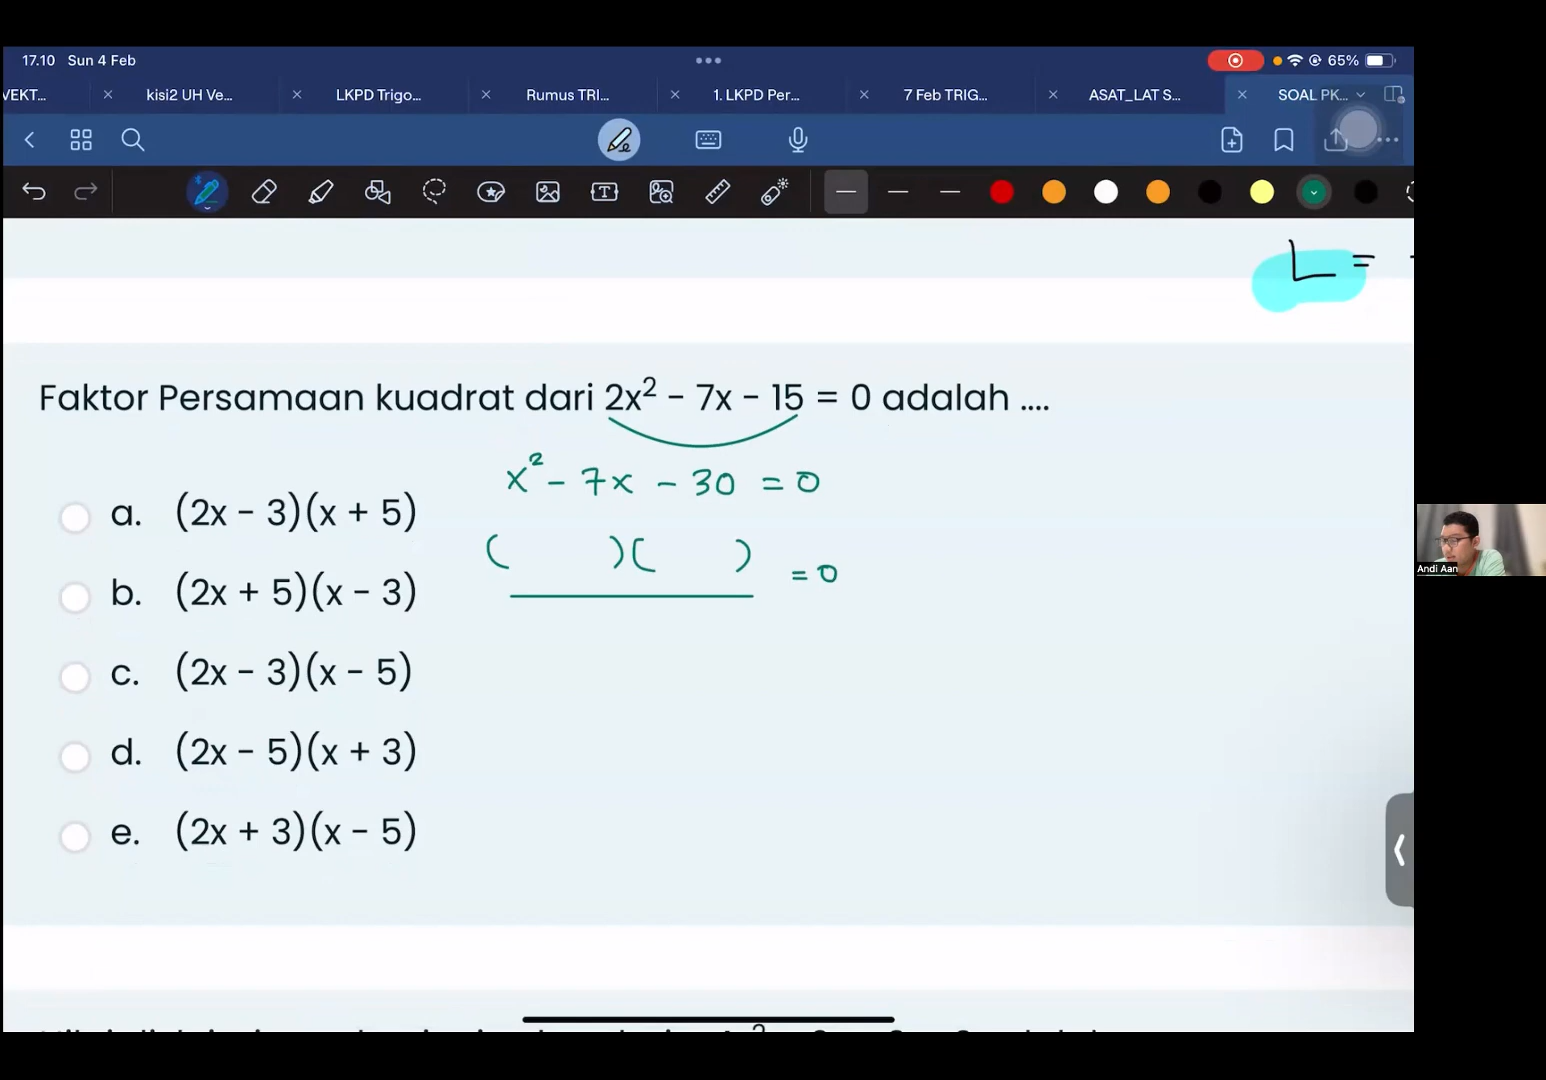 17.10 Sun 4 Feb
65%
VEKT...
kisi2 UH Ve...
LKPD Trigo...
Rumus TRI...
1. LKPD Per...
7 Feb TRIG...
ASAT_LAT S...
SOAL PK...
L =
Faktor Persamaan kuadrat dari 2x² - 7x - 15 = 0 adalah ....
x² - 7x - 30 = 0
a. (2x - 3)(x + 5)
( )( ) = 0
b. (2x + 5)(x - 3)
c. (2x - 3)(x - 5)
d. (2x - 5)(x + 3)
e. (2x + 3)(x - 5)
Andi Aan